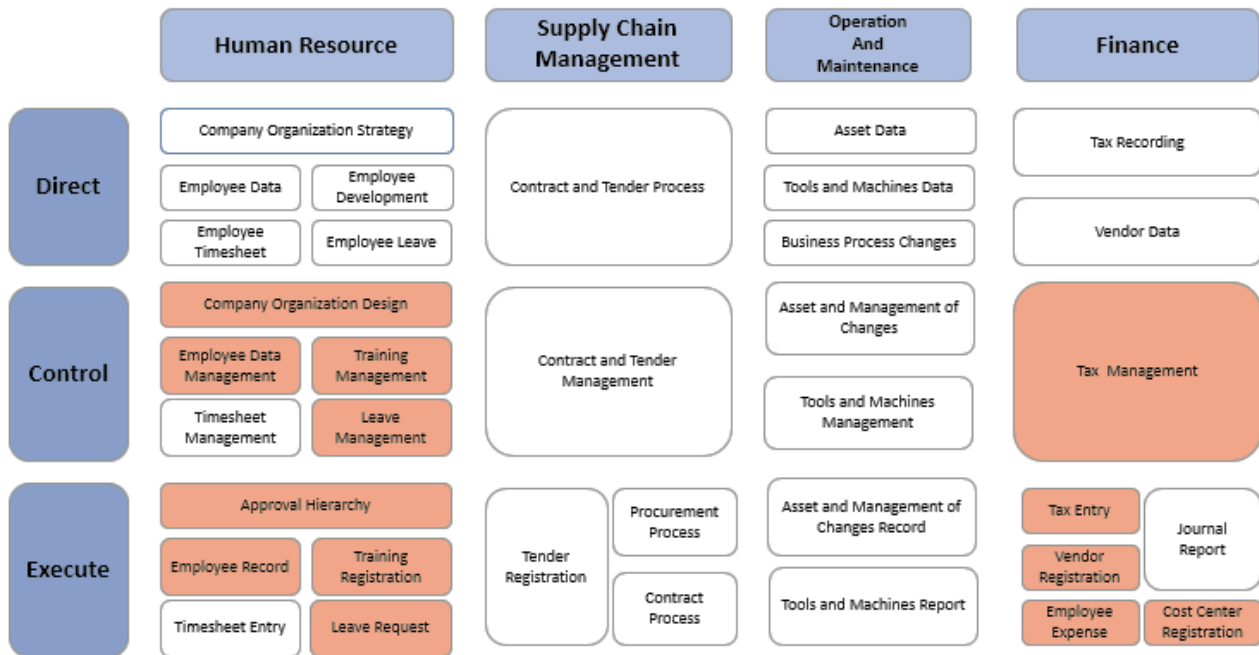 Human Resource
Supply Chain
Management
Operation
And
Maintenance
Finance
Direct
Company Organization Strategy
Employee Data
Employee
Development
Employee
Timesheet
Employee Leave
Contract and Tender Process
Asset Data
Tools and Machines Data
Business Process Changes
Tax Recording
Vendor Data
Control
Company Organization Design
Employee Data
Management
Training
Management
Timesheet
Management
Leave
Management
Contract and Tender
Management
Asset and Management of
Changes
Tools and Machines
Management
Tax Management
Execute
Approval Hierarchy
Employee Record
Training
Registration
Timesheet Entry
Leave Request
Tender
Registration
Procurement
Process
Contract
Process
Asset and Management of
Changes Record
Tools and Machines Report
Tax Entry
Vendor
Registration
Journal
Report
Employee
Expense
Cost Center
Registration